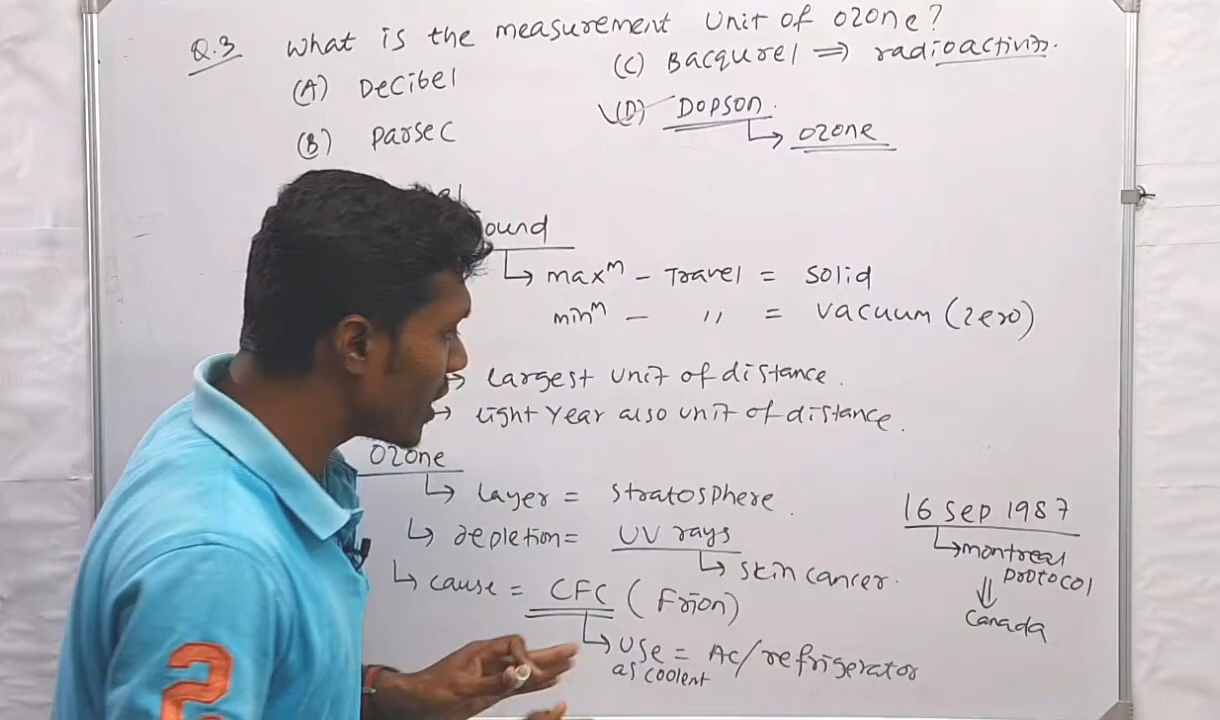 Q.3 What is the measurement Unit of ozone?
(A) Decibel
(B) Parsec
(C) Bacqurel ⇒ radioactivity.
(D) Dopson.
↳ ozone
↳ maxᵐ - Travel = solid
minᵐ - " = vacuum (zero)
→ Largest unit of distance.
→ Light Year also unit of distance.
Ozone
↳ Layer = stratosphere.
↳ depletion = UV rays
↳ skin cancer.
↳ cause = CFC (Frion)
↳ Use = AC/refrigerator
as coolent
16 Sep 1987
↳ montreal
protocol
⇓
Canada
2